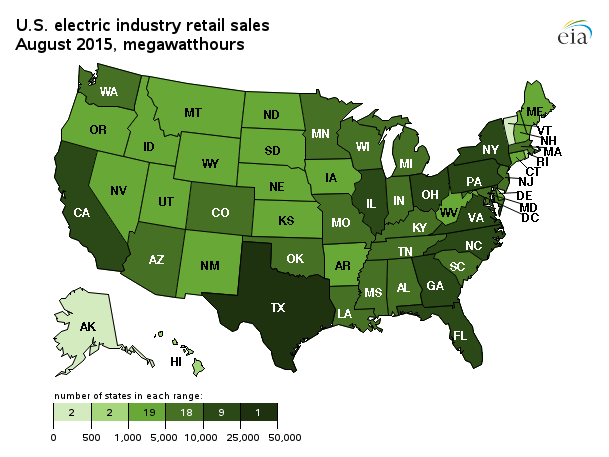 U.S. electric industry retail sales
August 2015, megawatthours
eia
WA
MT
ND
MN
ME
OR
ID
SD
WI
MI
NY
VT
NH
MA
RI
CT
WY
NE
IA
PA
NJ
NV
UT
CO
KS
MO
IL
IN
OH
WV
VA
DE
MD
DC
CA
KY
NC
AZ
NM
OK
AR
TN
SC
TX
LA
MS
AL
GA
FL
AK
HI
number of states in each range:
2 2 19 18 9 1
0 500 1,000 5,000 10,000 25,000 50,000